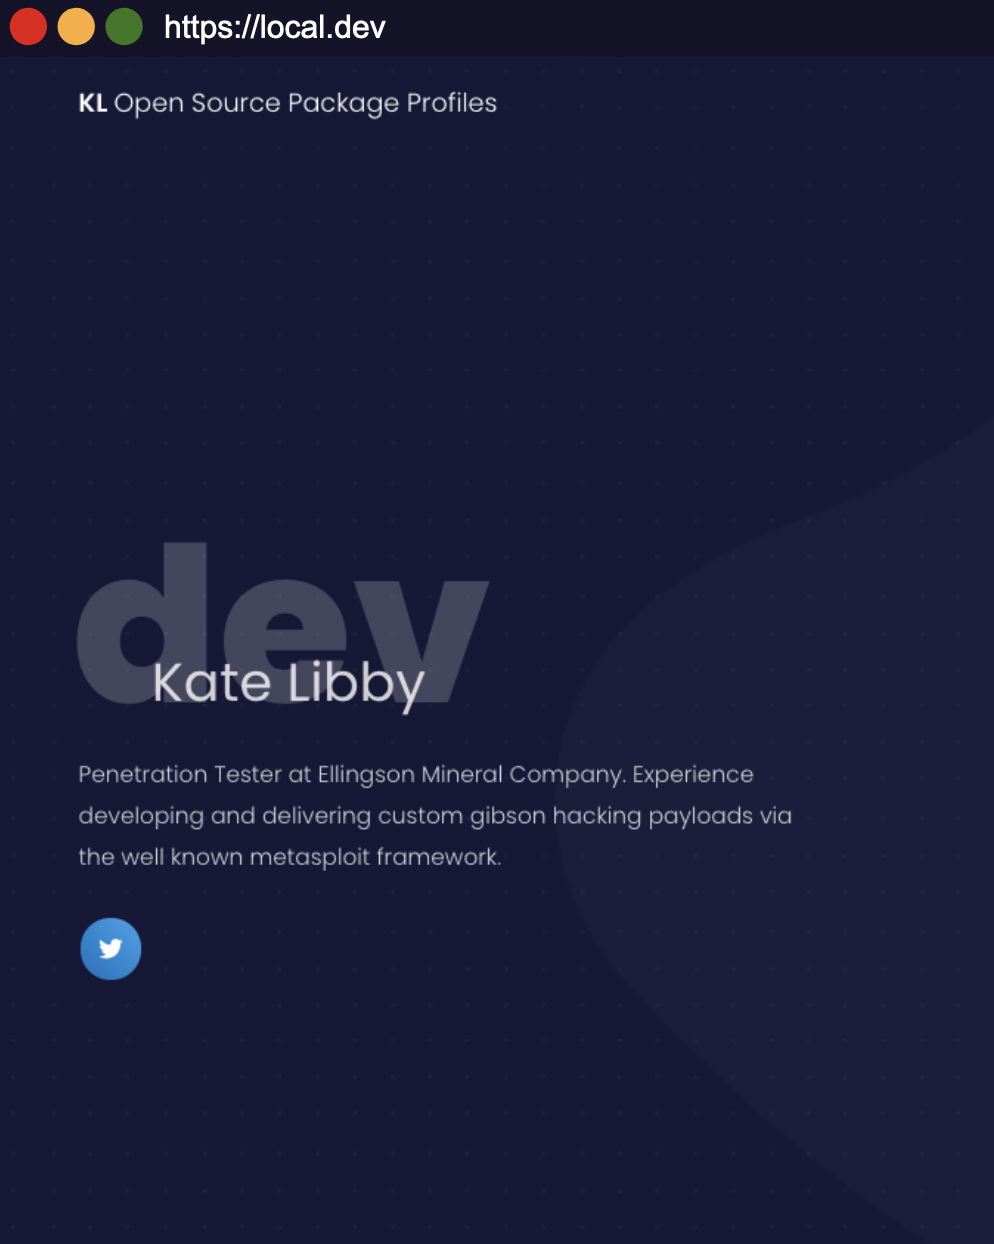 https://local.dev
KL Open Source Package Profiles
dev
Kate Libby
Penetration Tester at Ellingson Mineral Company. Experience
developing and delivering custom gibson hacking payloads via
the well known metasploit framework.